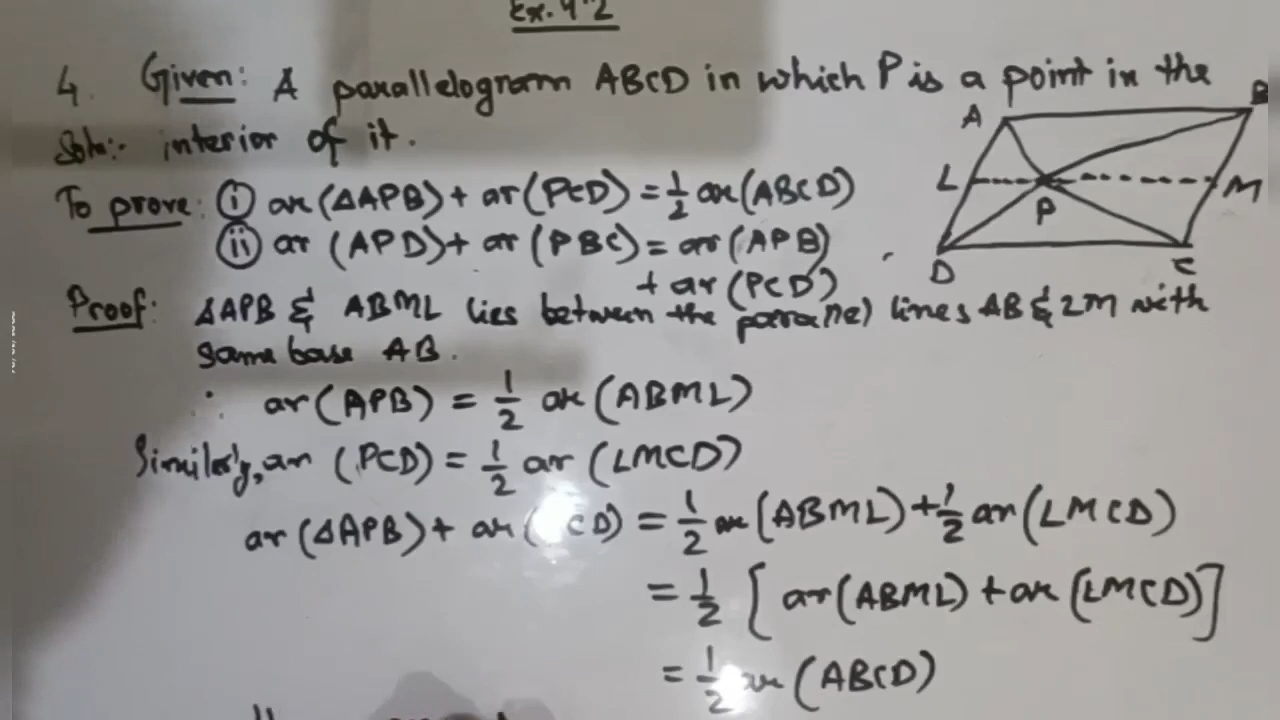 Ex. 4.2
4. Given: A parallelogram ABCD in which P is a point in the
Soln:- interior of it.
To prove: (i) ar(ΔAPB) + ar(PCD) = 1/2 ar(ABCD)
(ii) ar (APD) + ar (PBC) = ar (APB)
+ ar (PCD)
A
B
L
M
P
D
C
Proof: ΔAPB & ABML lies between the parallel lines AB & LM with
same base AB.
∴ ar(APB) = 1/2 ar (ABML)
Similarly, ar (PCD) = 1/2 ar (LMCD)
ar (ΔAPB) + ar ( CD) = 1/2 ar (ABML) + 1/2 ar (LMCD)
= 1/2 [ ar(ABML) + ar (LMCD)]
= 1/2 ar (ABCD)